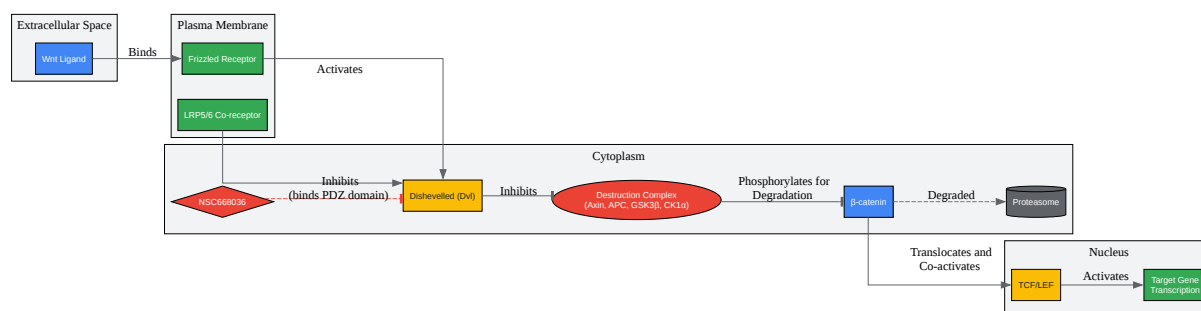 Extracellular Space
Plasma Membrane
Wnt Ligand
Binds
Frizzled Receptor
Activates
LRP5/6 Co-receptor
Cytoplasm
NSC668036
Inhibits
(binds PDZ domain)
Dishevelled (Dvl)
Inhibits
Destruction Complex
(Axin, APC, GSK3β, CK1α)
Phosphorylates for
Degradation
β-catenin
Degraded
Proteasome
Translocates and
Co-activates
Nucleus
TCF/LEF
Activates
Target Gene
Transcription